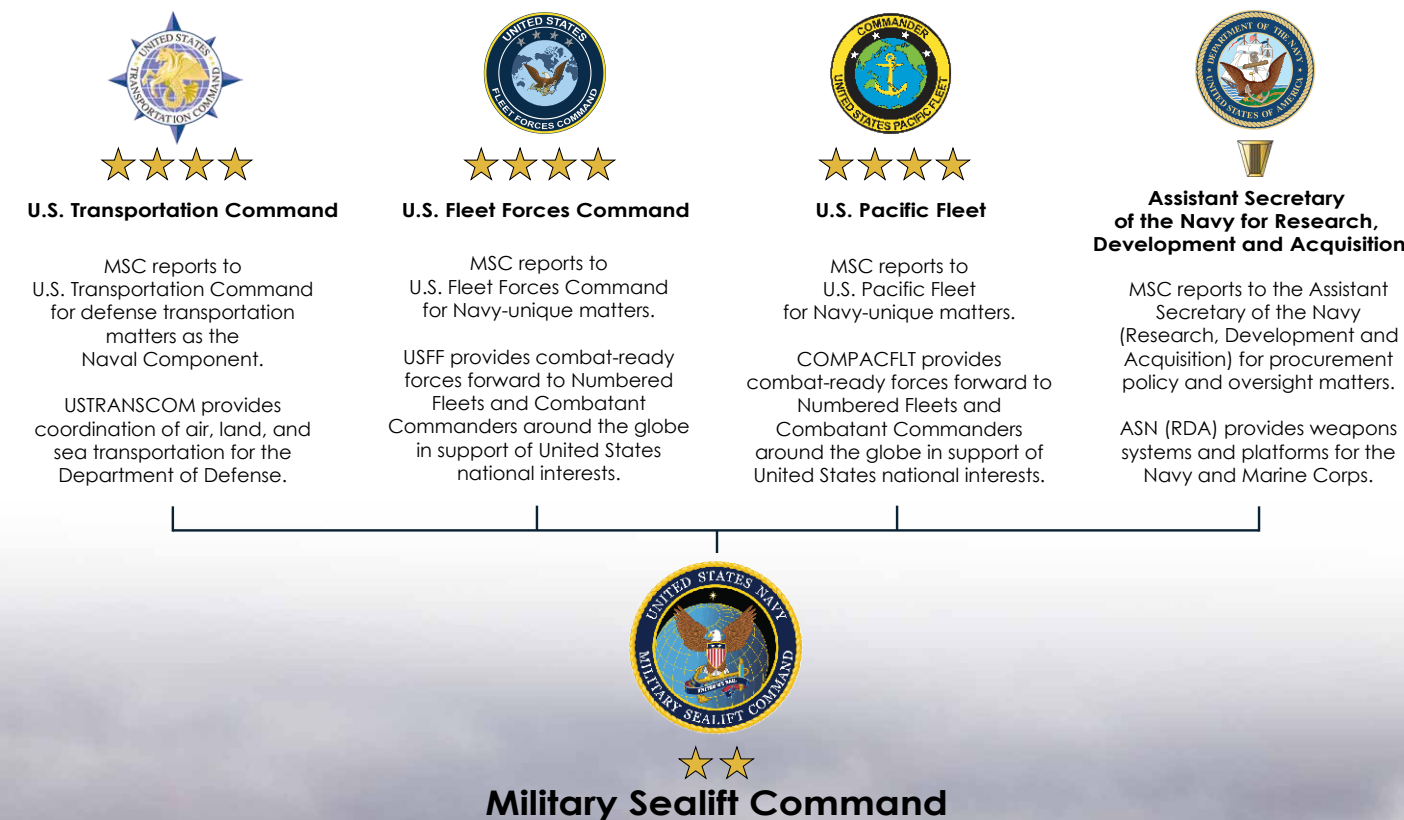 UNITED STATES
TRANSPORTATION COMMAND
UNITED STATES
FLEET FORCES COMMAND
COMMANDER
UNITED STATES PACIFIC FLEET
DEPARTMENT OF THE NAVY
UNITED STATES OF AMERICA
U.S. Transportation Command
MSC reports to
U.S. Transportation Command
for defense transportation
matters as the
Naval Component.
USTRANSCOM provides
coordination of air, land, and
sea transportation for the
Department of Defense.
U.S. Fleet Forces Command
MSC reports to
U.S. Fleet Forces Command
for Navy-unique matters.
USFF provides combat-ready
forces forward to Numbered
Fleets and Combatant
Commanders around the globe
in support of United States
national interests.
U.S. Pacific Fleet
MSC reports to
U.S. Pacific Fleet
for Navy-unique matters.
COMPACFLT provides
combat-ready forces forward to
Numbered Fleets and
Combatant Commanders
around the globe in support of
United States national interests.
Assistant Secretary
of the Navy for Research,
Development and Acquisition
MSC reports to the Assistant
Secretary of the Navy
(Research, Development and
Acquisition) for procurement
policy and oversight matters.
ASN (RDA) provides weapons
systems and platforms for the
Navy and Marine Corps.
UNITED STATES NAVY
MILITARY SEALIFT COMMAND
UNITED WE SAIL
Military Sealift Command